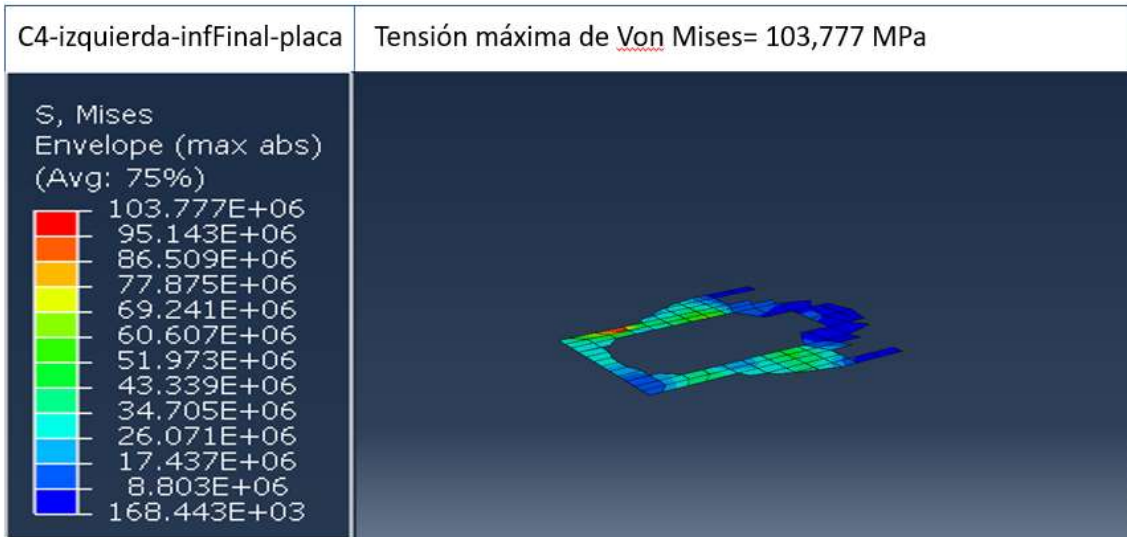 C4-izquierda-infFinal-placa
Tensión máxima de Von Mises= 103,777 MPa
S, Mises
Envelope (max abs)
(Avg: 75%)
103.777E+06
95.143E+06
86.509E+06
77.875E+06
69.241E+06
60.607E+06
51.973E+06
43.339E+06
34.705E+06
26.071E+06
17.437E+06
8.803E+06
168.443E+03